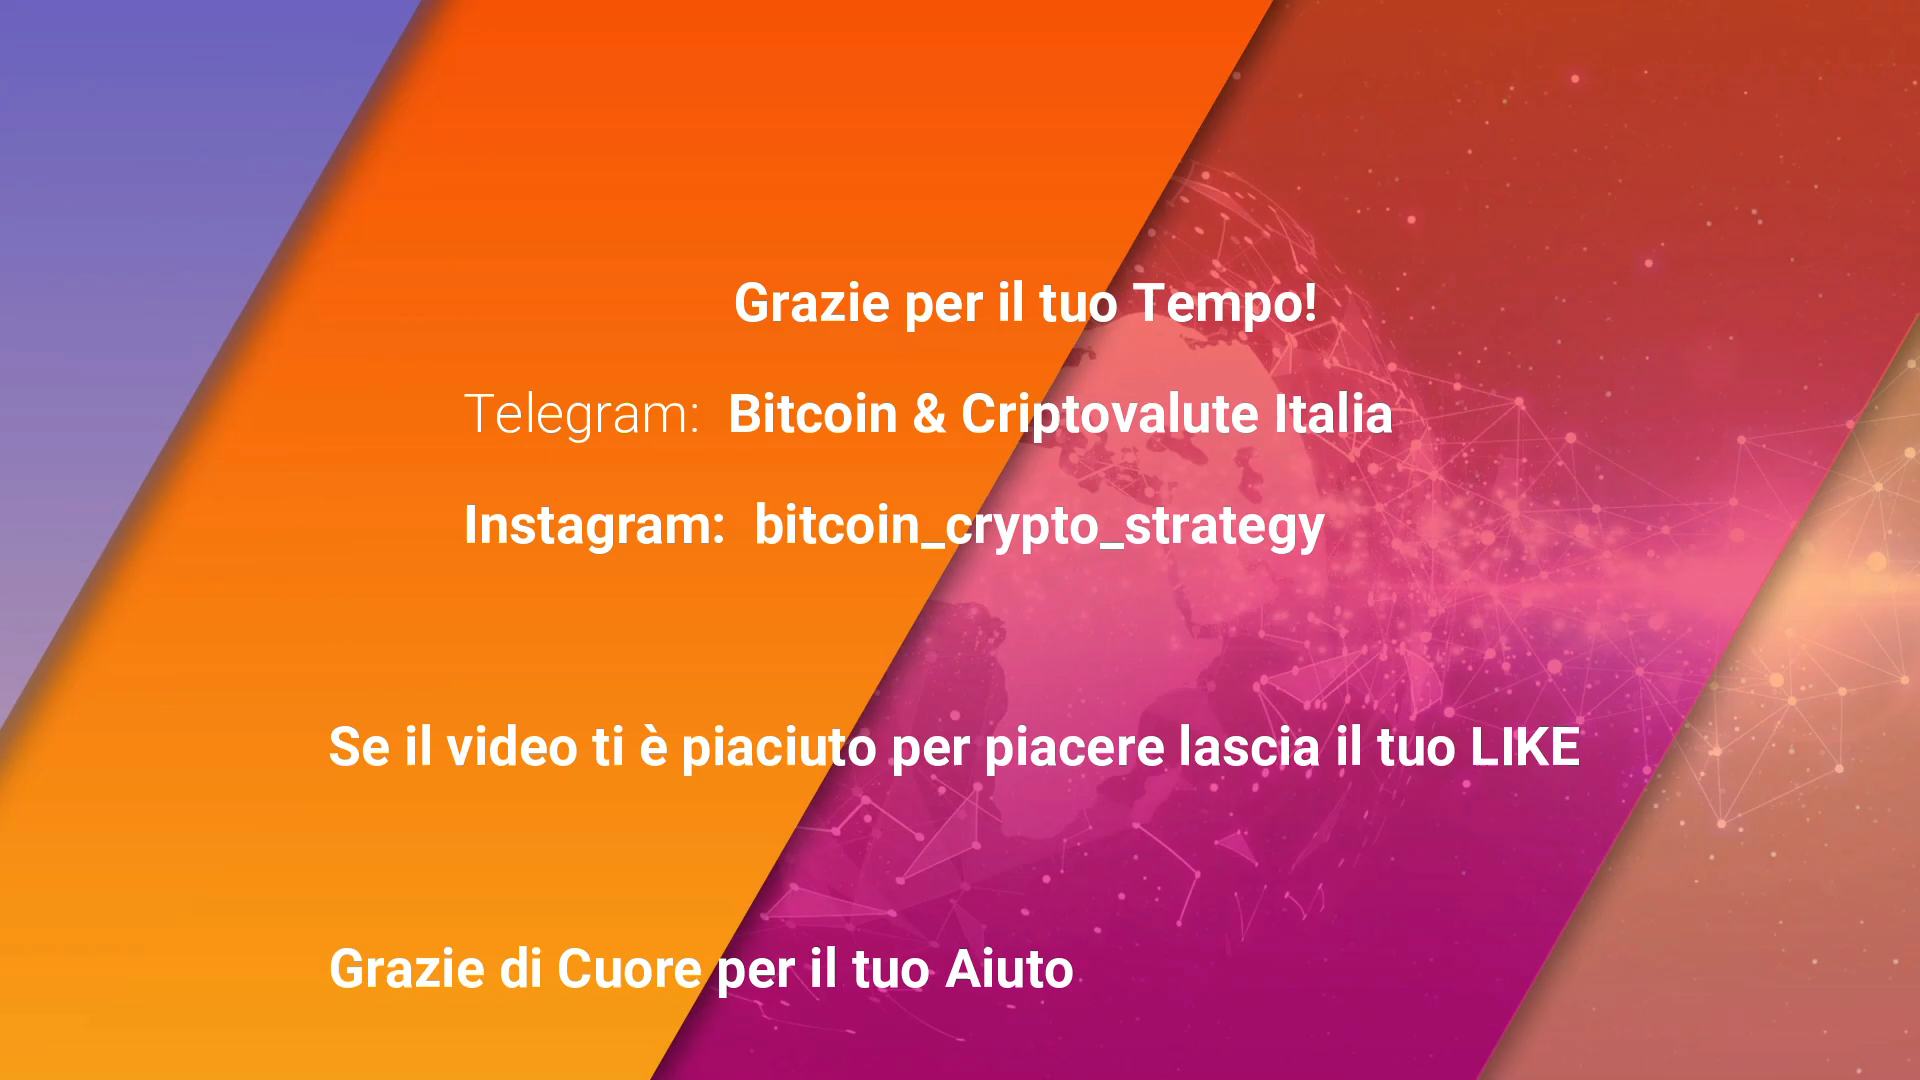 Grazie per il tuo Tempo!
Telegram: Bitcoin & Criptovalute Italia
Instagram: bitcoin_crypto_strategy
Se il video ti è piaciuto per piacere lascia il tuo LIKE
Grazie di Cuore per il tuo Aiuto